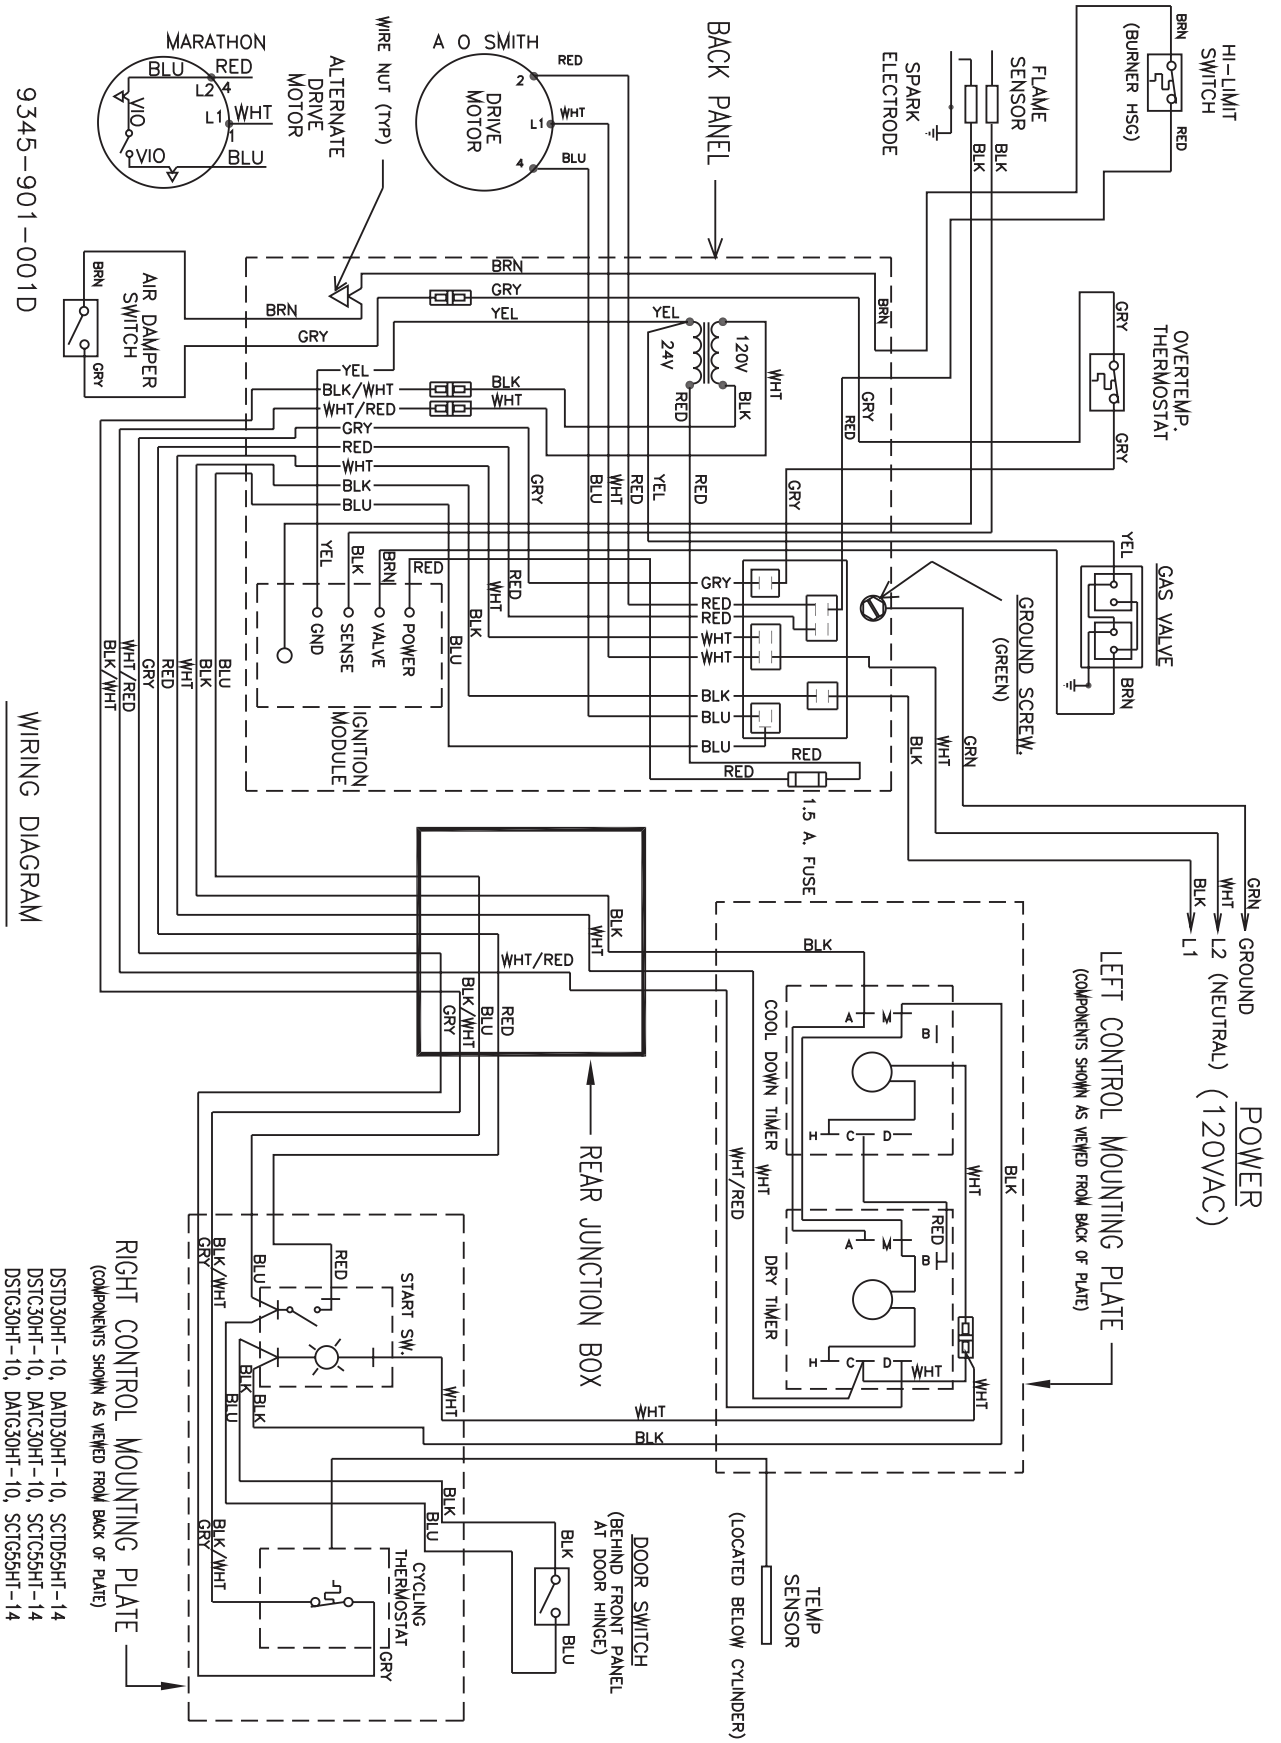 MARATHON
BLU
RED
L2
4
L1
WHT
1
VIO
VIO
BLU
ALTERNATE
DRIVE
MOTOR
WIRE NUT (TYP)
A O SMITH
DRIVE
MOTOR
2
L1
4
RED
WHT
BLU
BACK PANEL
SPARK
ELECTRODE
FLAME
SENSOR
BLK
BLK
HI-LIMIT
SWITCH
(BURNER HSG)
BRN
RED
9345-901-001D
AIR DAMPER
SWITCH
BRN
GRY
BRN
GRY
BRN
GRY
YEL
YEL
BLK/WHT
BLK
WHT/RED
WHT
GRY
RED
WHT
BLK
BLU
YEL
24V
120V
WHT
RED
BLK
BRN
GRY
RED
OVERTEMP.
THERMOSTAT
GRY
GRY
GRY
BLU
WHT
RED
YEL
RED
GRY
YEL
BLK
BRN
RED
RED
WHT
BLK
BLU
GND
SENSE
VALVE
POWER
IGNITION
MODULE
GRY
RED
RED
WHT
WHT
BLK
BLU
BLU
RED
RED
1.5 A. FUSE
GAS VALVE
YEL
BRN
GROUND SCREW.
(GREEN)
BLK
WHT
GRN
BLK/WHT
WHT/RED
GRY
RED
WHT
BLK
BLU
WIRING DIAGRAM
BLK
WHT
GRN
L1
L2 (NEUTRAL)
GROUND
POWER
(120VAC)
BLK
WHT
WHT/RED
GRY
BLK/WHT
BLU
RED
REAR JUNCTION BOX
LEFT CONTROL MOUNTING PLATE
(COMPONENTS SHOWN AS VIEWED FROM BACK OF PLATE)
BLK
COOL DOWN TIMER
A
M
B
H
C
D
WHT/RED
WHT
WHT
BLK
DRY TIMER
A
M
B
RED
H
C
D
WHT
WHT
WHT
BLK
RIGHT CONTROL MOUNTING PLATE
(COMPONENTS SHOWN AS VIEWED FROM BACK OF PLATE)
GRY
BLK/WHT
BLU
RED
START SW.
BLK
BLU
BLK
WHT
BLK
BLU
GRY
BLK/WHT
CYCLING
THERMOSTAT
GRY
DOOR SWITCH
(BEHIND FRONT PANEL
AT DOOR HINGE)
BLK
BLU
TEMP
SENSOR
(LOCATED BELOW CYLINDER)
DSTD30HT-10, DATD30HT-10, SCTD55HT-14
DSTC30HT-10, DATC30HT-10, SCTC55HT-14
DSTG30HT-10, DATG30HT-10, SCTG55HT-14